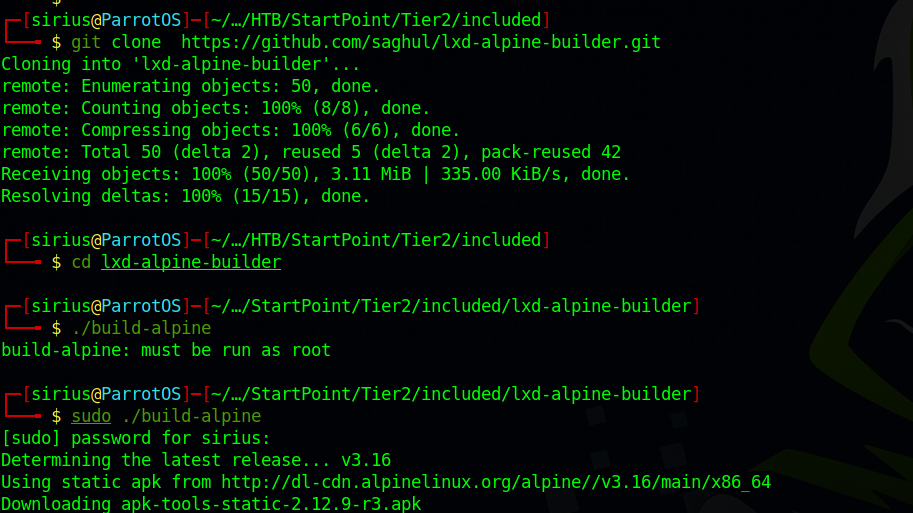 $
┌─[sirius@ParrotOS]─[~/…/HTB/StartPoint/Tier2/included]
└──╼ $ git clone  https://github.com/saghul/lxd-alpine-builder.git
Cloning into 'lxd-alpine-builder'...
remote: Enumerating objects: 50, done.
remote: Counting objects: 100% (8/8), done.
remote: Compressing objects: 100% (6/6), done.
remote: Total 50 (delta 2), reused 5 (delta 2), pack-reused 42
Receiving objects: 100% (50/50), 3.11 MiB | 335.00 KiB/s, done.
Resolving deltas: 100% (15/15), done.
┌─[sirius@ParrotOS]─[~/…/HTB/StartPoint/Tier2/included]
└──╼ $ cd lxd-alpine-builder
┌─[sirius@ParrotOS]─[~/…/StartPoint/Tier2/included/lxd-alpine-builder]
└──╼ $ ./build-alpine
build-alpine: must be run as root
┌─[sirius@ParrotOS]─[~/…/StartPoint/Tier2/included/lxd-alpine-builder]
└──╼ $ sudo ./build-alpine
[sudo] password for sirius:
Determining the latest release... v3.16
Using static apk from http://dl-cdn.alpinelinux.org/alpine//v3.16/main/x86_64
Downloading apk-tools-static-2.12.9-r3.apk